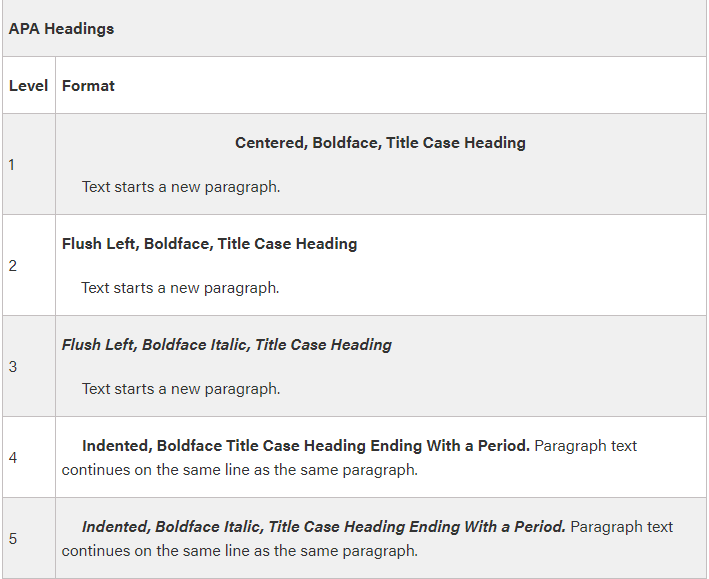 APA Headings
Level Format
1
Centered, Boldface, Title Case Heading
Text starts a new paragraph.
2
Flush Left, Boldface, Title Case Heading
Text starts a new paragraph.
3
Flush Left, Boldface Italic, Title Case Heading
Text starts a new paragraph.
4
Indented, Boldface Title Case Heading Ending With a Period. Paragraph text
continues on the same line as the same paragraph.
5
Indented, Boldface Italic, Title Case Heading Ending With a Period. Paragraph text
continues on the same line as the same paragraph.